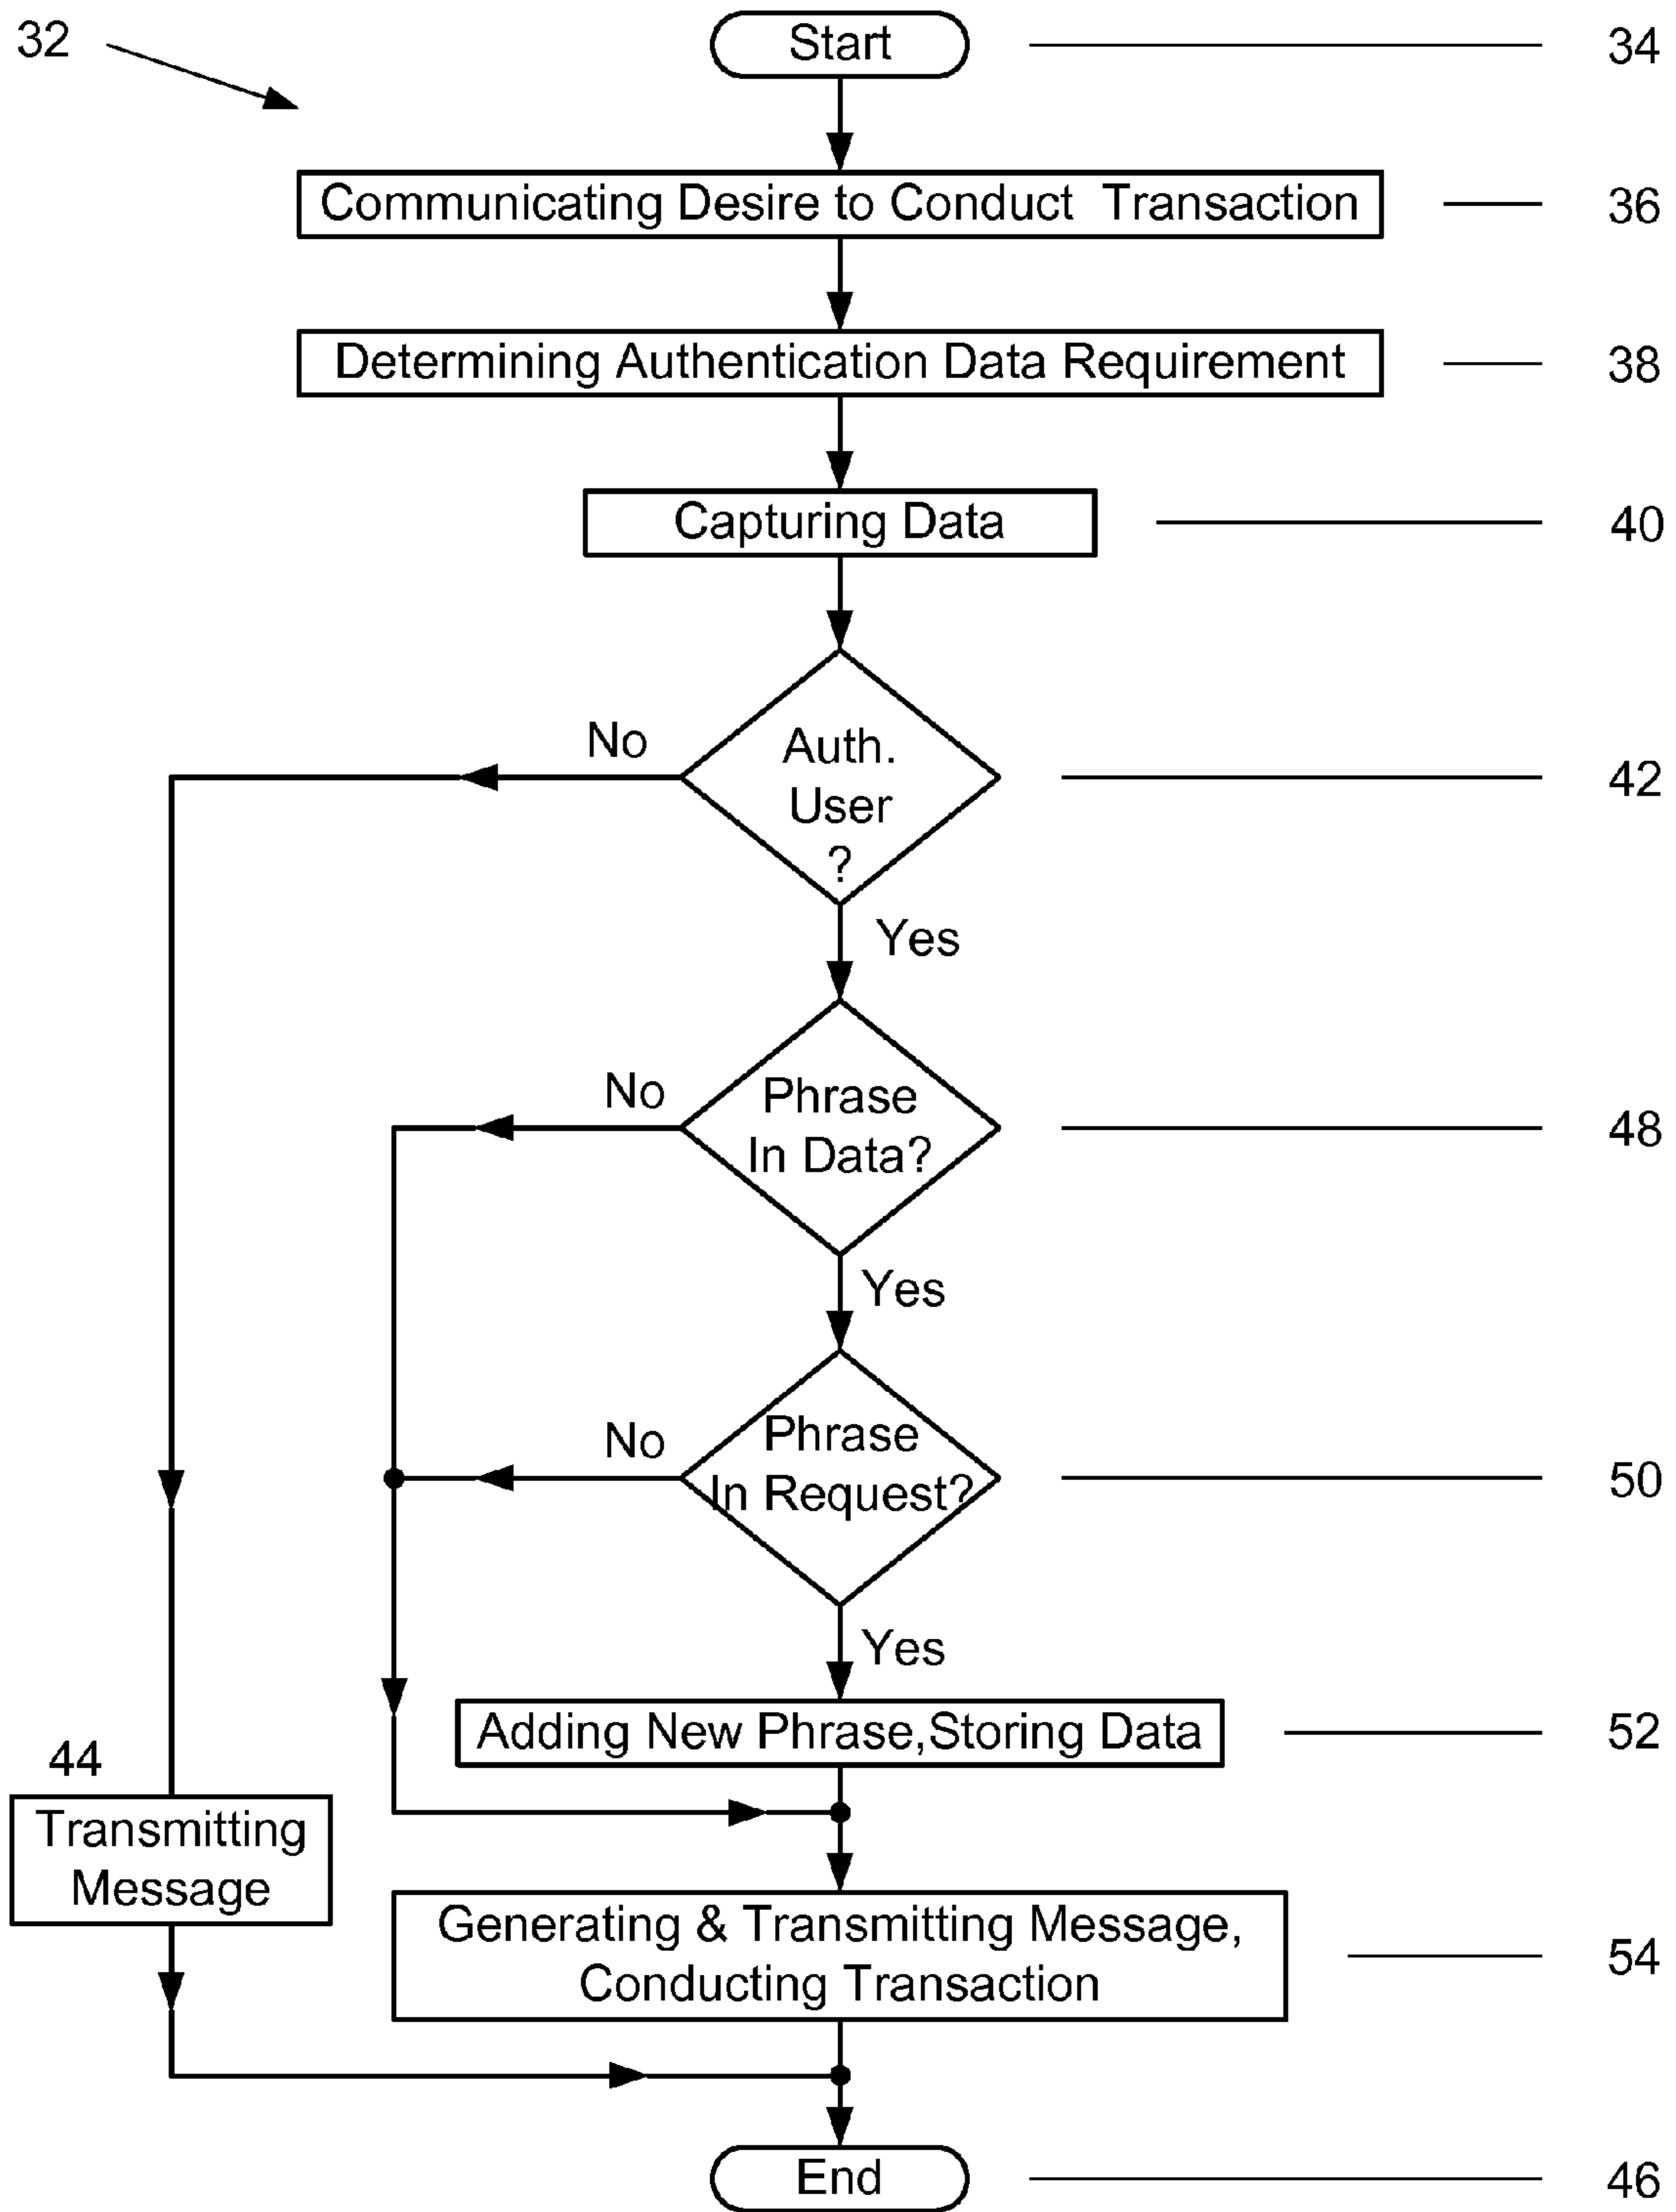 32
Start
34
Communicating Desire to Conduct Transaction
36
Determining Authentication Data Requirement
38
Capturing Data
40
No
Auth.
User
?
42
Yes
No
Phrase
In Data?
48
Yes
No
Phrase
In Request?
50
Yes
Adding New Phrase,Storing Data
52
44
Transmitting
Message
Generating & Transmitting Message,
Conducting Transaction
54
End
46